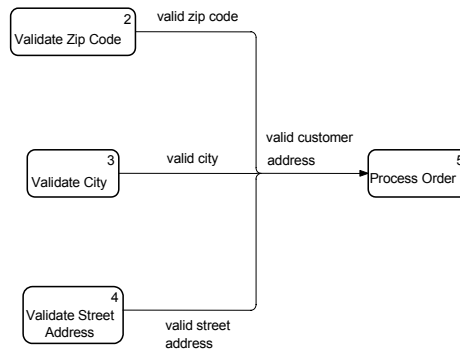 2
Validate Zip Code
valid zip code
3
Validate City
valid city
valid customer
address
5
Process Order
4
Validate Street
Address
valid street
address